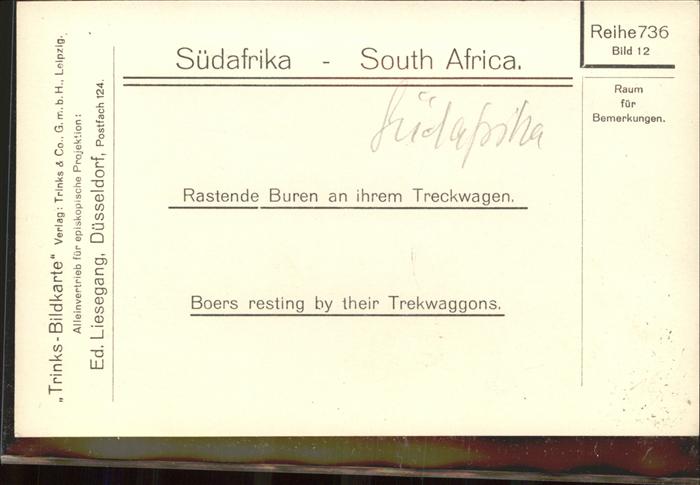 „Trinks-Bildkarte“ Verlag: Trinks & Co., G. m. b. H., Leipzig.
Alleinvertrieb für episkopische Projektion:
Ed. Liesegang, Düsseldorf, Postfach 124.
Südafrika - South Africa.
Südafrika
Rastende Buren an ihrem Treckwagen.
Boers resting by their Trekwaggons.
Reihe 736
Bild 12
Raum
für
Bemerkungen.